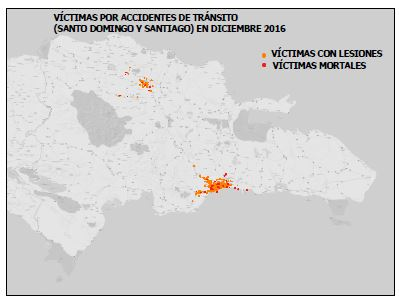 VÍCTIMAS POR ACCIDENTES DE TRÁNSITO
(SANTO DOMINGO Y SANTIAGO) EN DICIEMBRE 2016
VÍCTIMAS CON LESIONES
VÍCTIMAS MORTALES